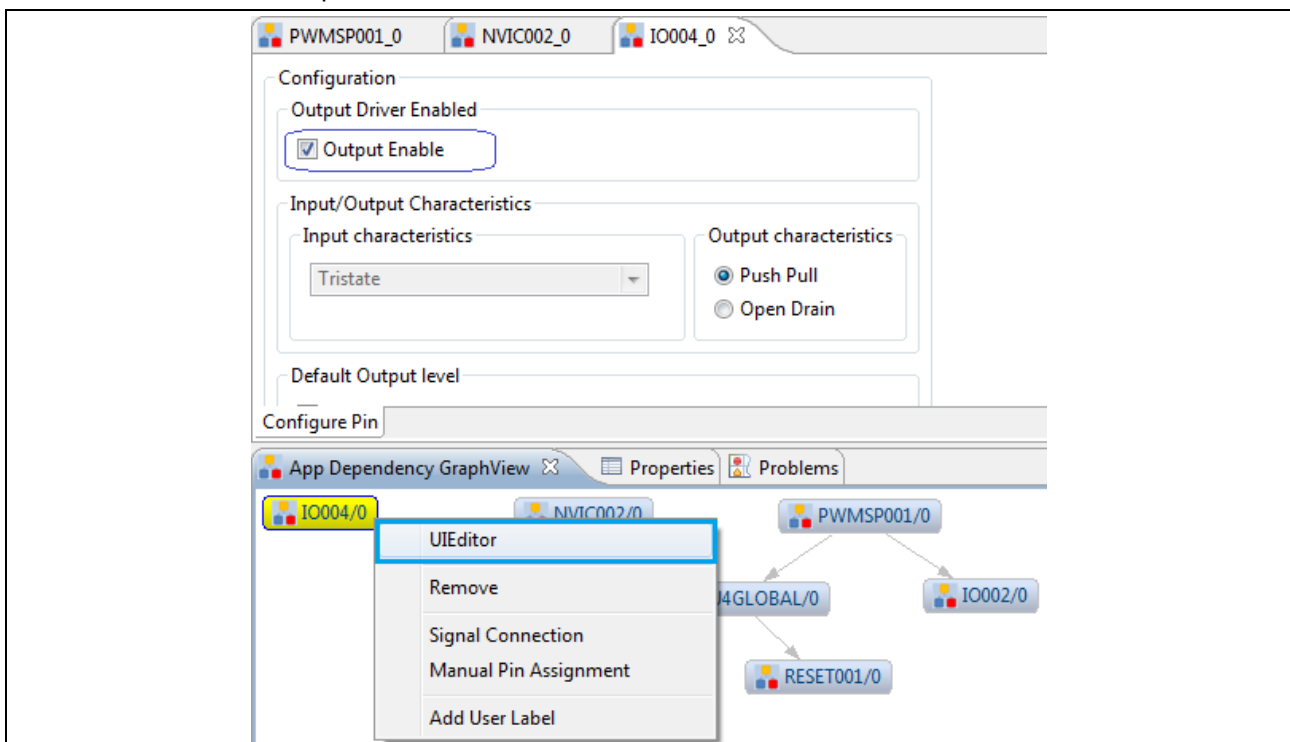 PWMSP001_0 NVIC002_0 IO004_0
Configuration
Output Driver Enabled
Output Enable
Input/Output Characteristics
Input characteristics Output characteristics
Tristate Push Pull
Open Drain
Default Output level
Configure Pin
App Dependency GraphView Properties Problems
IO004/0 NVIC002/0 PWMSP001/0
UIEditor
Remove
J4GLOBAL/0 IO002/0
Signal Connection
Manual Pin Assignment RESET001/0
Add User Label